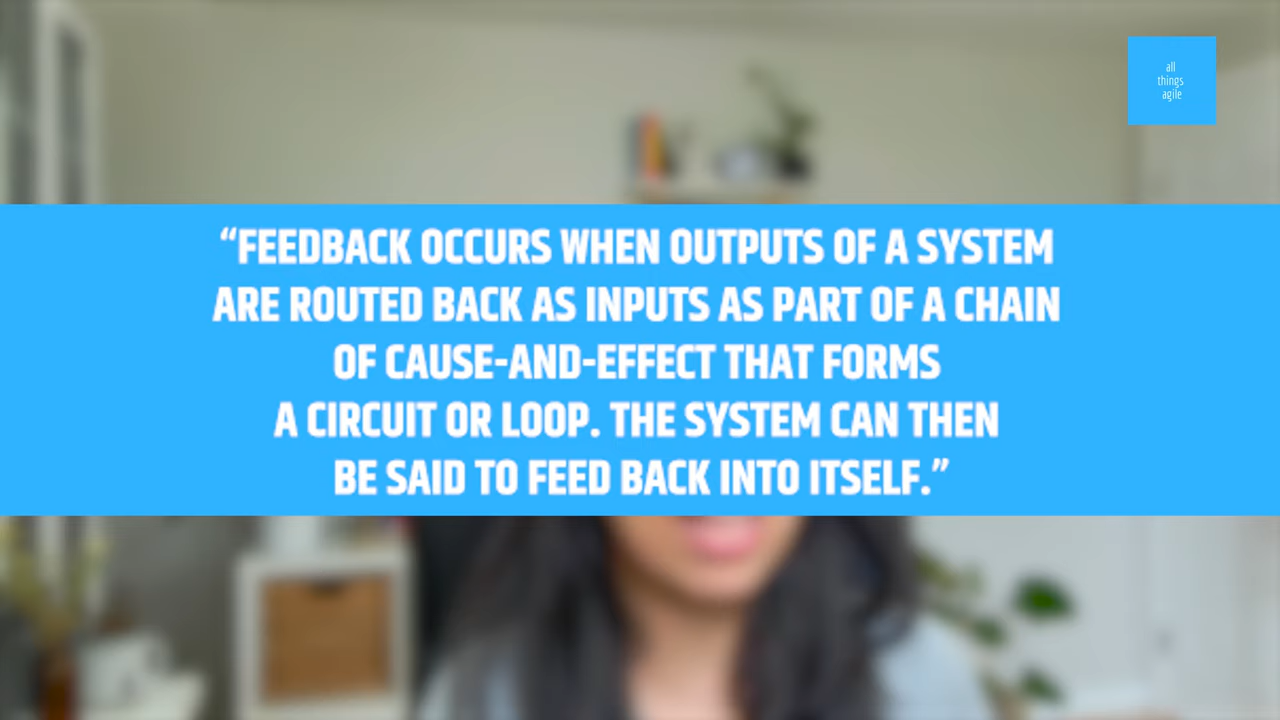 all
things
agile
“FEEDBACK OCCURS WHEN OUTPUTS OF A SYSTEM
ARE ROUTED BACK AS INPUTS AS PART OF A CHAIN
OF CAUSE-AND-EFFECT THAT FORMS
A CIRCUIT OR LOOP. THE SYSTEM CAN THEN
BE SAID TO FEED BACK INTO ITSELF.”